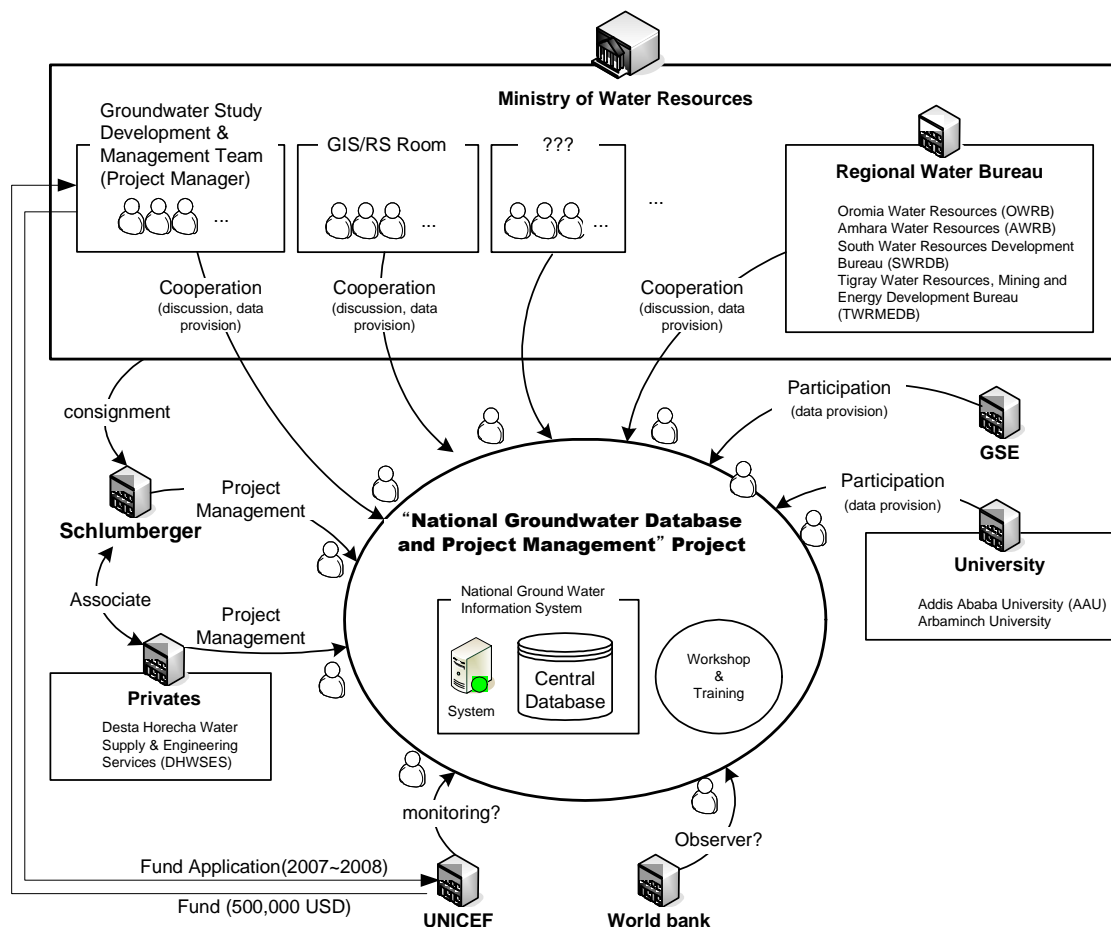 Ministry of Water Resources
Groundwater Study
Development &
Management Team
(Project Manager)
...
GIS/RS Room
...
???
...
...
Regional Water Bureau
Oromia Water Resources (OWRB)
Amhara Water Resources (AWRB)
South Water Resources Development
Bureau (SWRDB)
Tigray Water Resources, Mining and
Energy Development Bureau
(TWRMEDB)
Cooperation
(discussion, data
provision)
Cooperation
(discussion, data
provision)
Cooperation
(discussion, data
provision)
consignment
Schlumberger
Project
Management
Associate
Project
Management
Privates
Desta Horecha Water
Supply & Engineering
Services (DHWSES)
Participation
(data provision)
GSE
Participation
(data provision)
University
Addis Ababa University (AAU)
Arbaminch University
“National Groundwater Database
and Project Management” Project
National Ground Water
Information System
System
Central
Database
Workshop
&
Training
monitoring?
Observer?
Fund Application(2007~2008)
Fund (500,000 USD)
UNICEF
World bank